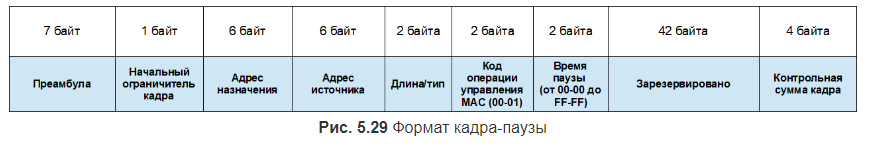 7 байт 1 байт 6 байт 6 байт 2 байта 2 байта 2 байта 42 байта 4 байта
Преамбула
Начальный
ограничитель
кадра
Адрес
назначения
Адрес
источника
Длина/тип
Код
операции
управления
МАС (00-01)
Время
паузы
(от 00-00 до
FF-FF)
Зарезервировано
Контрольная
сумма кадра
Рис. 5.29 Формат кадра-паузы